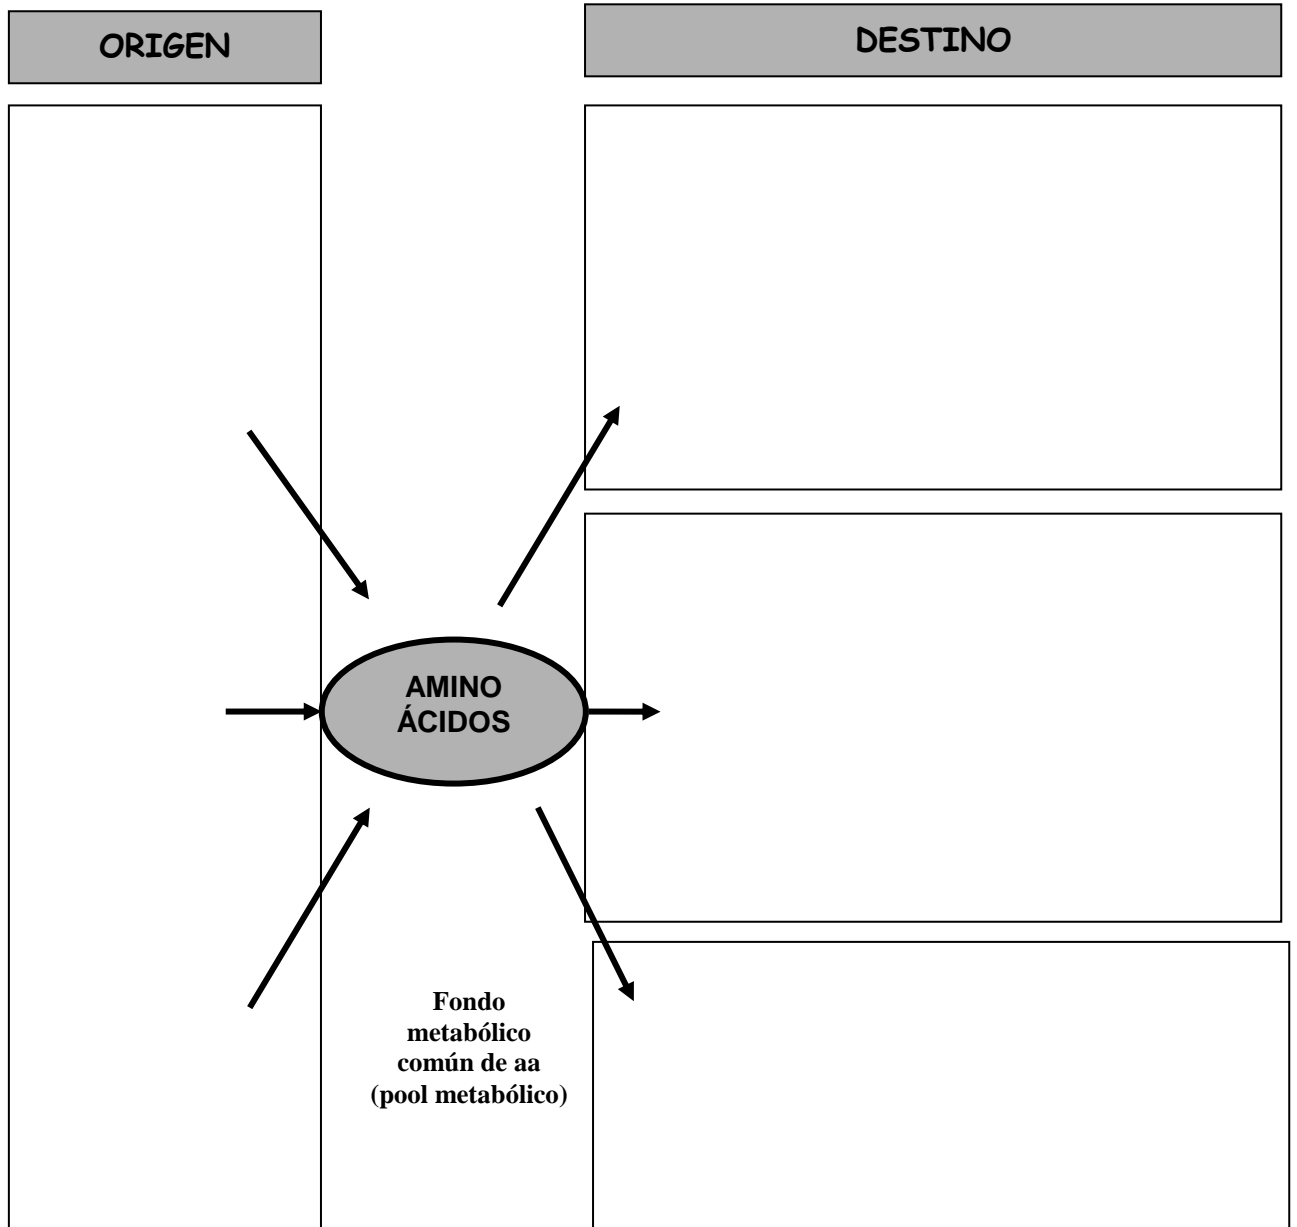 ORIGEN
DESTINO
AMINO
ÁCIDOS
Fondo
metabólico
común de aa
(pool metabólico)